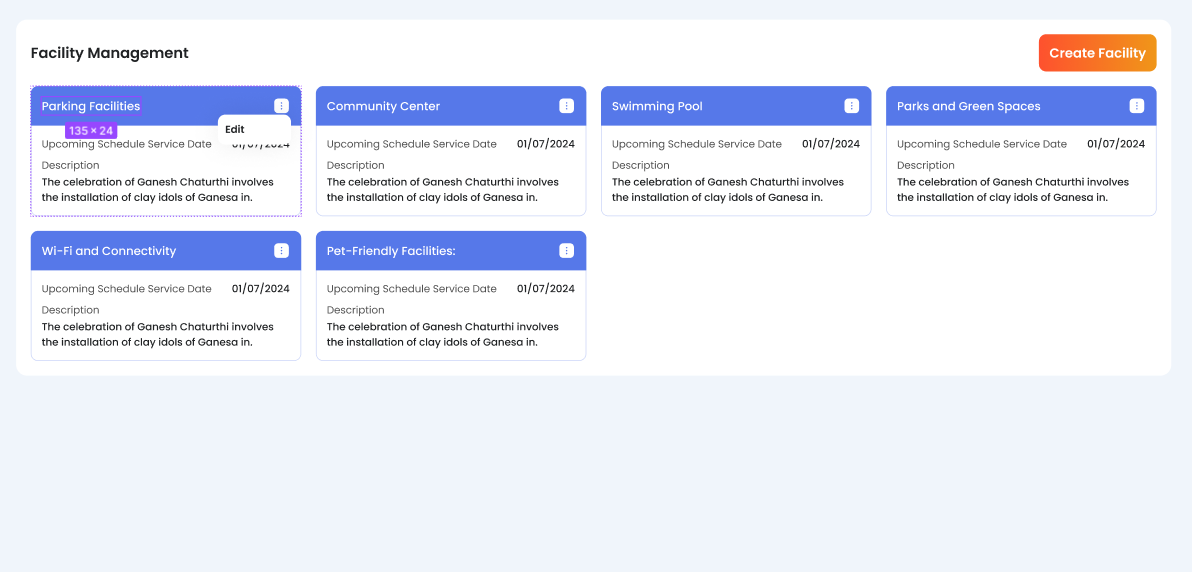 Facility Management
Create Facility
Parking Facilities
135 × 24
Edit
Upcoming Schedule Service Date 01/07/2024
Description
The celebration of Ganesh Chaturthi involves
the installation of clay idols of Ganesa in.
Community Center
Upcoming Schedule Service Date 01/07/2024
Description
The celebration of Ganesh Chaturthi involves
the installation of clay idols of Ganesa in.
Swimming Pool
Upcoming Schedule Service Date 01/07/2024
Description
The celebration of Ganesh Chaturthi involves
the installation of clay idols of Ganesa in.
Parks and Green Spaces
Upcoming Schedule Service Date 01/07/2024
Description
The celebration of Ganesh Chaturthi involves
the installation of clay idols of Ganesa in.
Wi-Fi and Connectivity
Upcoming Schedule Service Date 01/07/2024
Description
The celebration of Ganesh Chaturthi involves
the installation of clay idols of Ganesa in.
Pet-Friendly Facilities:
Upcoming Schedule Service Date 01/07/2024
Description
The celebration of Ganesh Chaturthi involves
the installation of clay idols of Ganesa in.